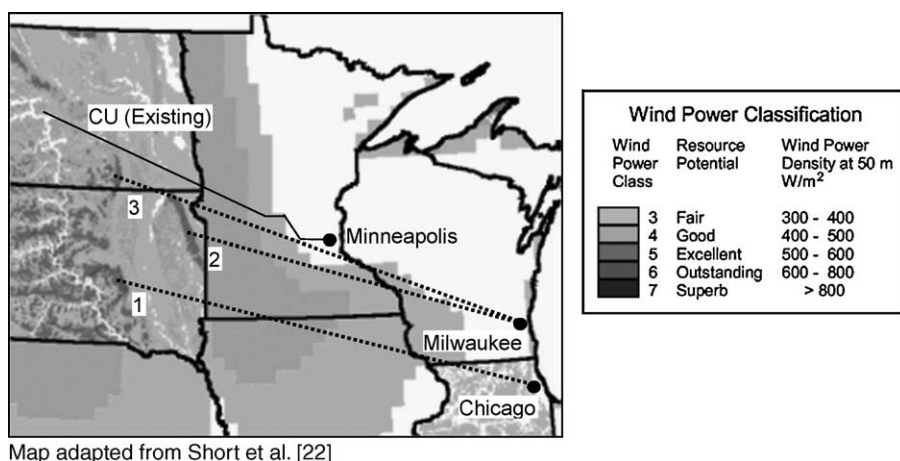 CU (Existing)
3
Minneapolis
2
1
Milwaukee
Chicago
Map adapted from Short et al. [22]
Wind Power Classification
Wind Power Class Resource Potential Wind Power Density at 50 m W/m²
3 Fair 300 - 400
4 Good 400 - 500
5 Excellent 500 - 600
6 Outstanding 600 - 800
7 Superb > 800